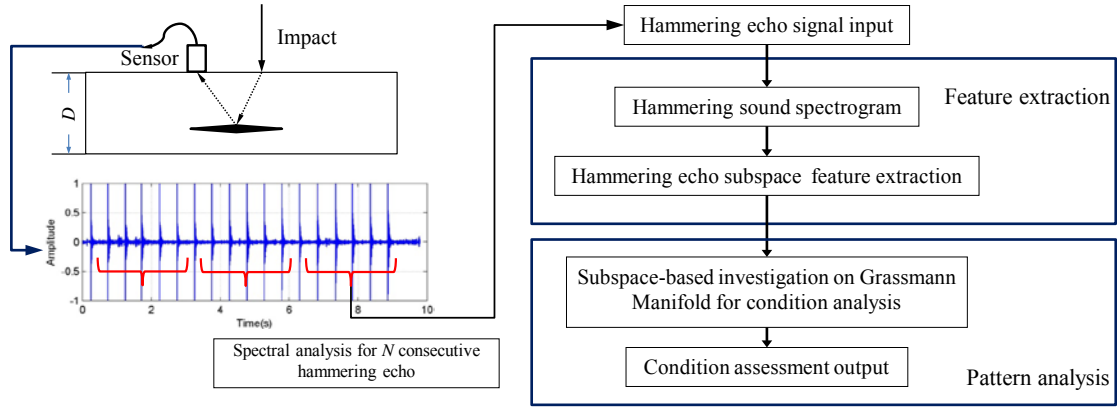 Sensor
Impact
D
1
0.5
0
-0.5
-1
Amplitude
0
2
4
6
8
10
Time(s)
Spectral analysis for N consecutive
hammering echo
Hammering echo signal input
Feature extraction
Hammering sound spectrogram
Hammering echo subspace feature extraction
Subspace-based investigation on Grassmann
Manifold for condition analysis
Condition assessment output
Pattern analysis